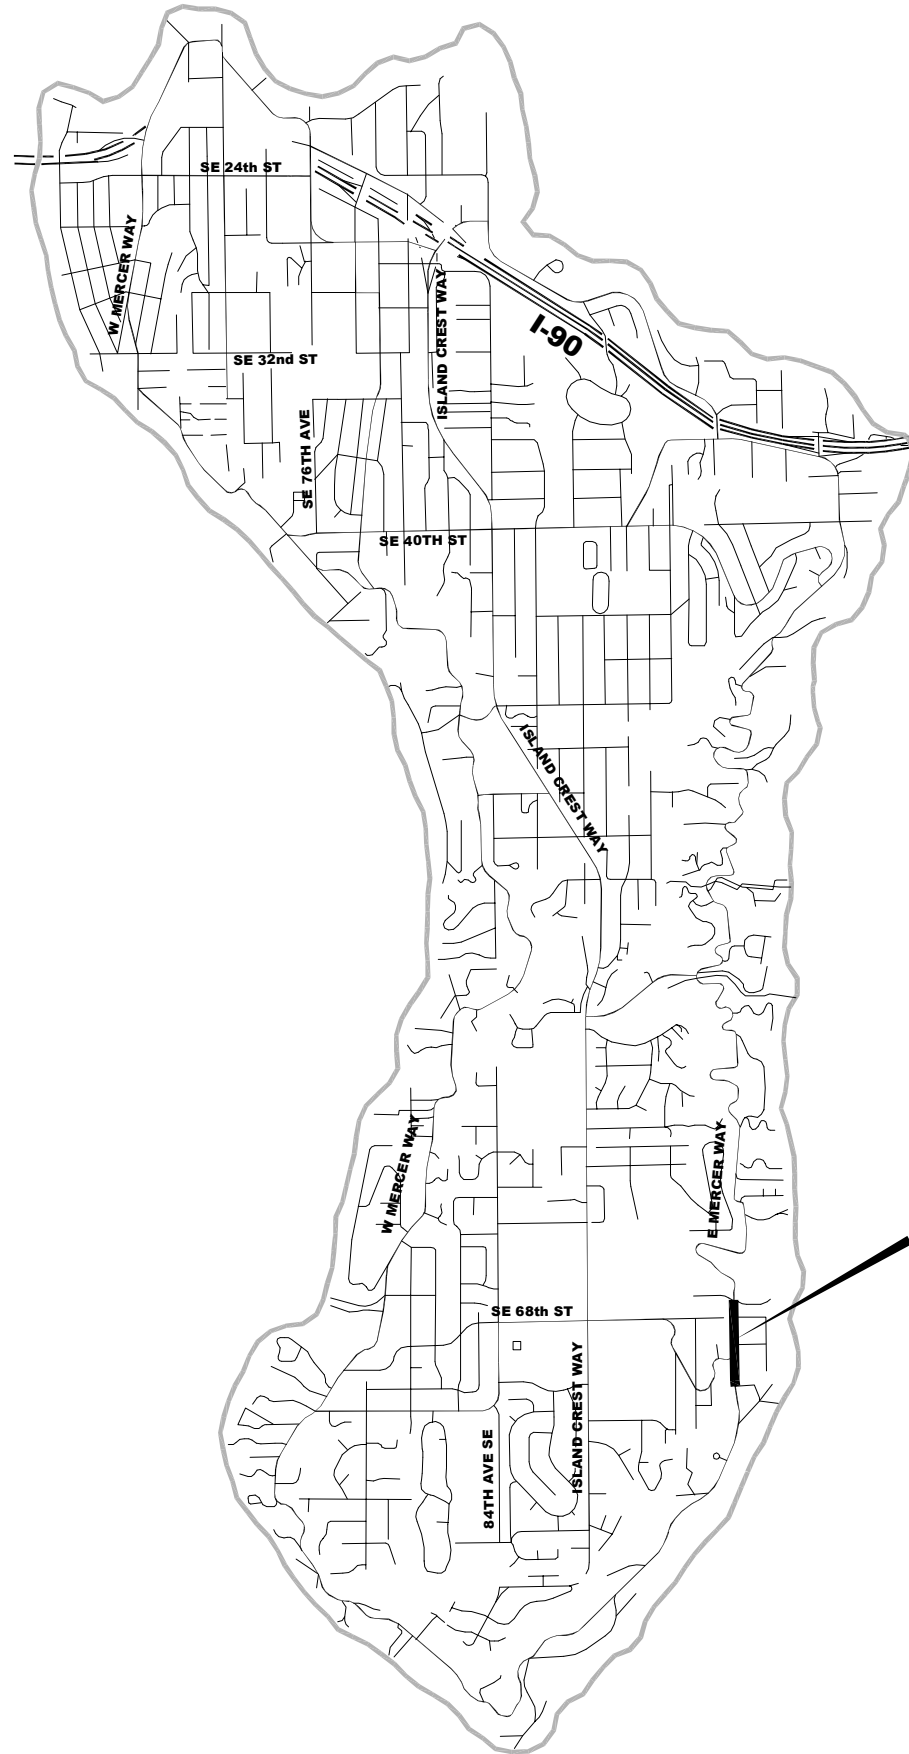 SE 24th ST
W MERCER WAY
ISLAND CREST WAY
I-90
SE 32nd ST
SE 76TH AVE
SE 40TH ST
ISLAND CREST WAY
W MERCER WAY
E MERCER WAY
SE 68th ST
ISLAND CREST WAY
84TH AVE SE